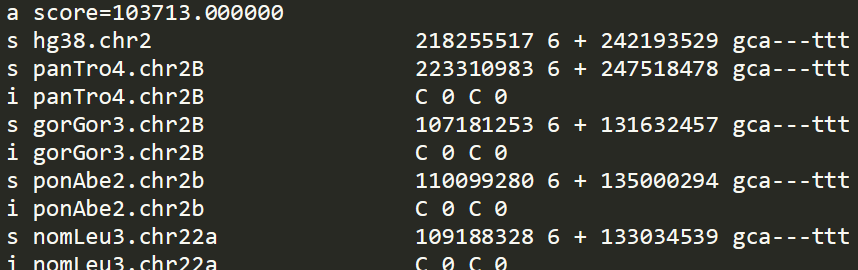 a score=103713.000000
s hg38.chr2 218255517 6 + 242193529 gca---ttt
s panTro4.chr2B 223310983 6 + 247518478 gca---ttt
i panTro4.chr2B C 0 C 0
s gorGor3.chr2B 107181253 6 + 131632457 gca---ttt
i gorGor3.chr2B C 0 C 0
s ponAbe2.chr2b 110099280 6 + 135000294 gca---ttt
i ponAbe2.chr2b C 0 C 0
s nomLeu3.chr22a 109188328 6 + 133034539 gca---ttt
i nomLeu3.chr22a C 0 C 0